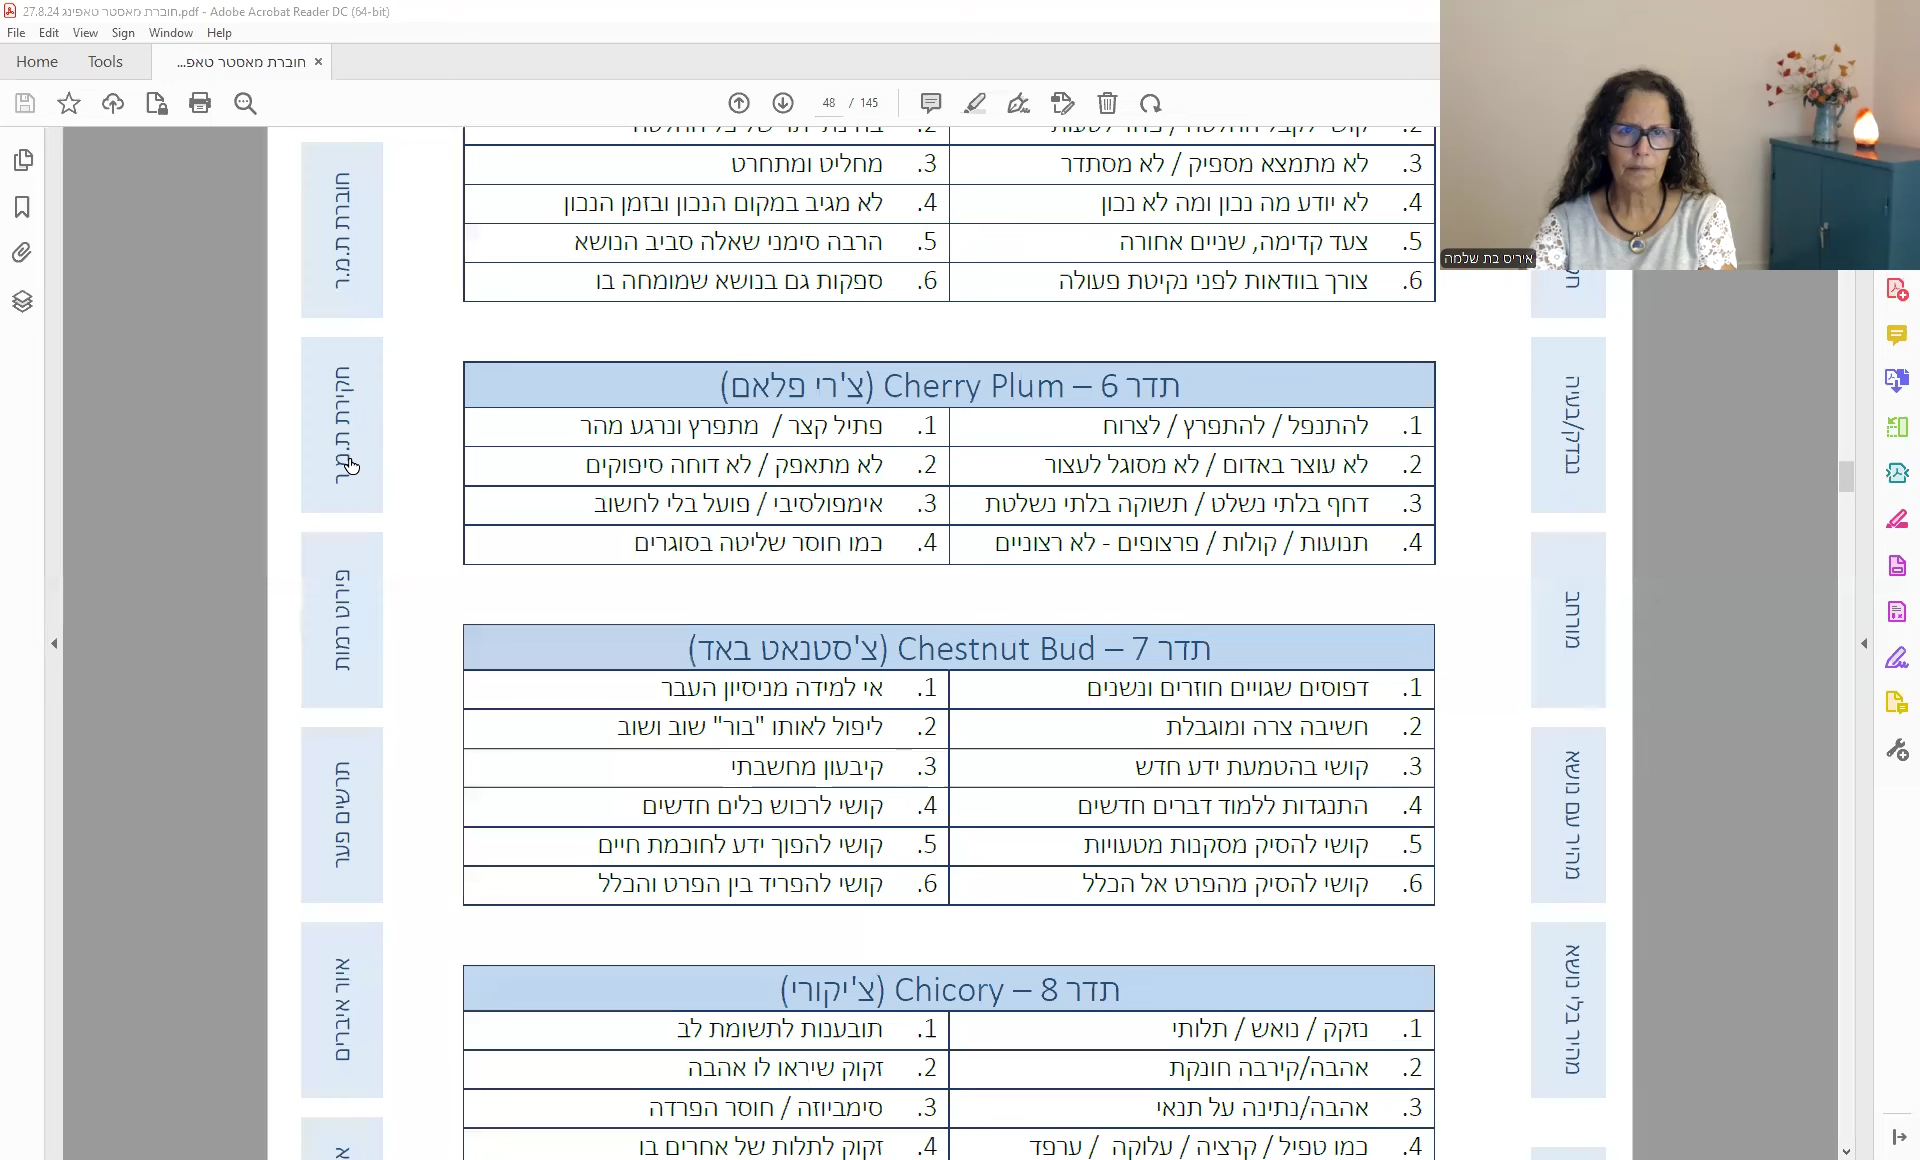 חוברת מאסטר טאפינג 27.8.24.pdf - Adobe Acrobat Reader DC (64-bit)
File Edit View Sign Window Help
Home Tools חוברת מאסטר טאפ... ×
48 / 145
איריס בת שלמה
3. לא מתמצא מספיק / לא מסתדר 3. מחליט ומתחרט
4. לא יודע מה נכון ומה לא נכון 4. לא מגיב במקום הנכון ובזמן הנכון
5. צעד קדימה, שניים אחורה 5. הרבה סימני שאלה סביב הנושא
6. צורך בוודאות לפני נקיטת פעולה 6. ספקות גם בנושא שמומחה בו
תדר 6 – Cherry Plum (צ'רי פלאם)
1. להתנפל / להתפרץ / לצרוח 1. פתיל קצר / מתפרץ ונרגע מהר
2. לא עוצר באדום / לא מסוגל לעצור 2. לא מתאפק / לא דוחה סיפוקים
3. דחף בלתי נשלט / תשוקה בלתי נשלטת 3. אימפולסיבי / פועל בלי לחשוב
4. תנועות / קולות / פרצופים - לא רצוניים 4. כמו חוסר שליטה בסוגרים
תדר 7 – Chestnut Bud (צ'סטנאט באד)
1. דפוסים שגויים חוזרים ונשנים 1. אי למידה מניסיון העבר
2. חשיבה צרה ומוגבלת 2. ליפול לאותו "בור" שוב ושוב
3. קושי בהטמעת ידע חדש 3. קיבעון מחשבתי
4. התנגדות ללמוד דברים חדשים 4. קושי לרכוש כלים חדשים
5. קושי להסיק מסקנות מטעויות 5. קושי להפוך ידע לחוכמת חיים
6. קושי להסיק מהפרט אל הכלל 6. קושי להפריד בין הפרט והכלל
תדר 8 – Chicory (צ'יקורי)
1. נזקק / נואש / תלותי 1. תובענות לתשומת לב
2. אהבה/קירבה חונקת 2. זקוק שיראו לו אהבה
3. אהבה/נתינה על תנאי 3. סימביוזה / חוסר הפרדה
4. כמו טפיל / קרציה / עלוקה / ערפד 4. זקוק לתלות של אחרים בו
נבדק/בעיה
מורחב
מהיר עם נושא
מהיר בלי נושא
חוברת ת.מ.ר
חקירת ת.מ.ר
פירוט רמות
תרשים פער
איור איברים